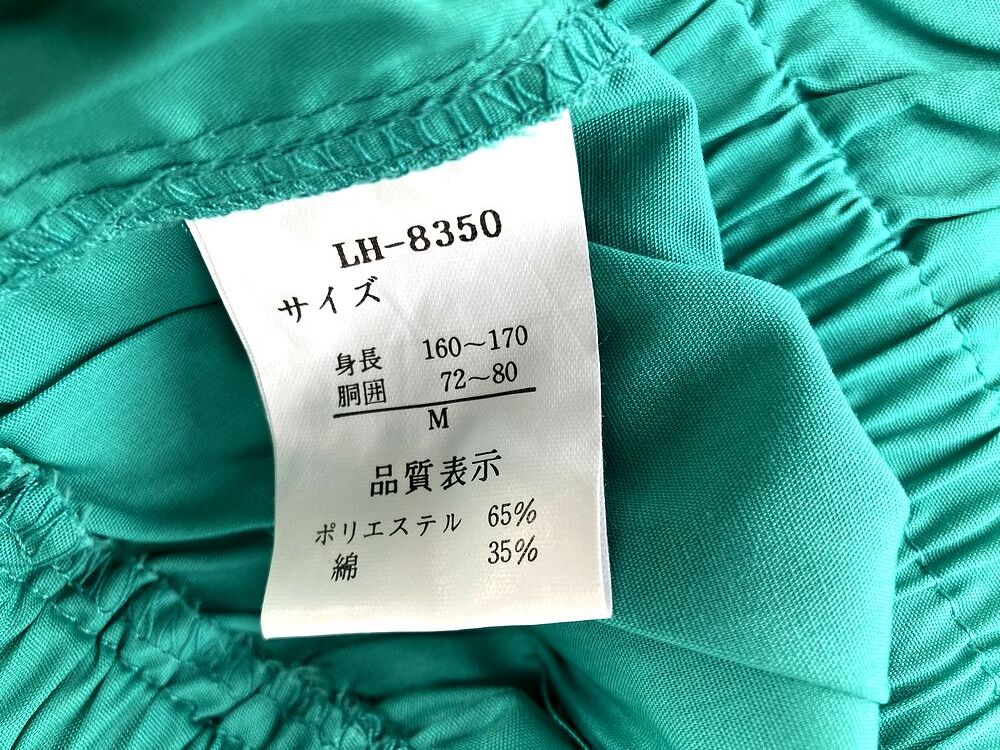 LH-8350
サイズ
身長 160～170
胴囲 72～80
M
品質表示
ポリエステル 65%
綿 35%